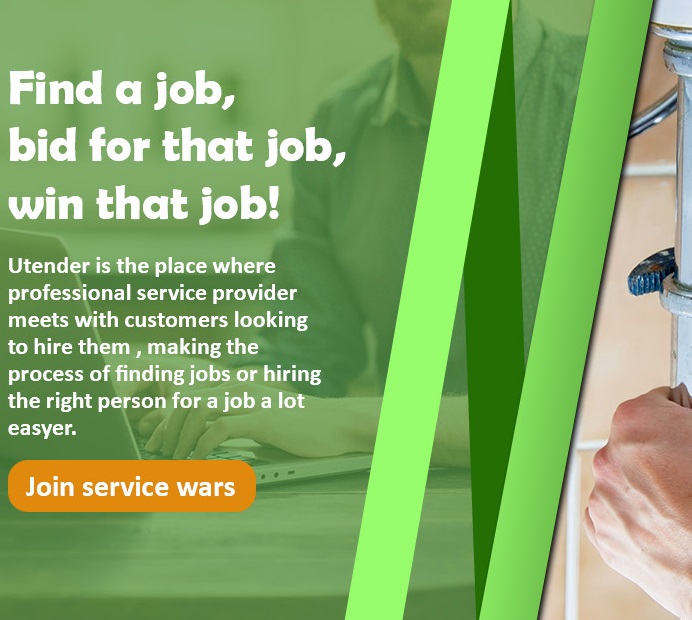 Find a job,
bid for that job,
win that job!
Utender is the place where
professional service provider
meets with customers looking
to hire them , making the
process of finding jobs or hiring
the right person for a job a lot
easyer.
Join service wars